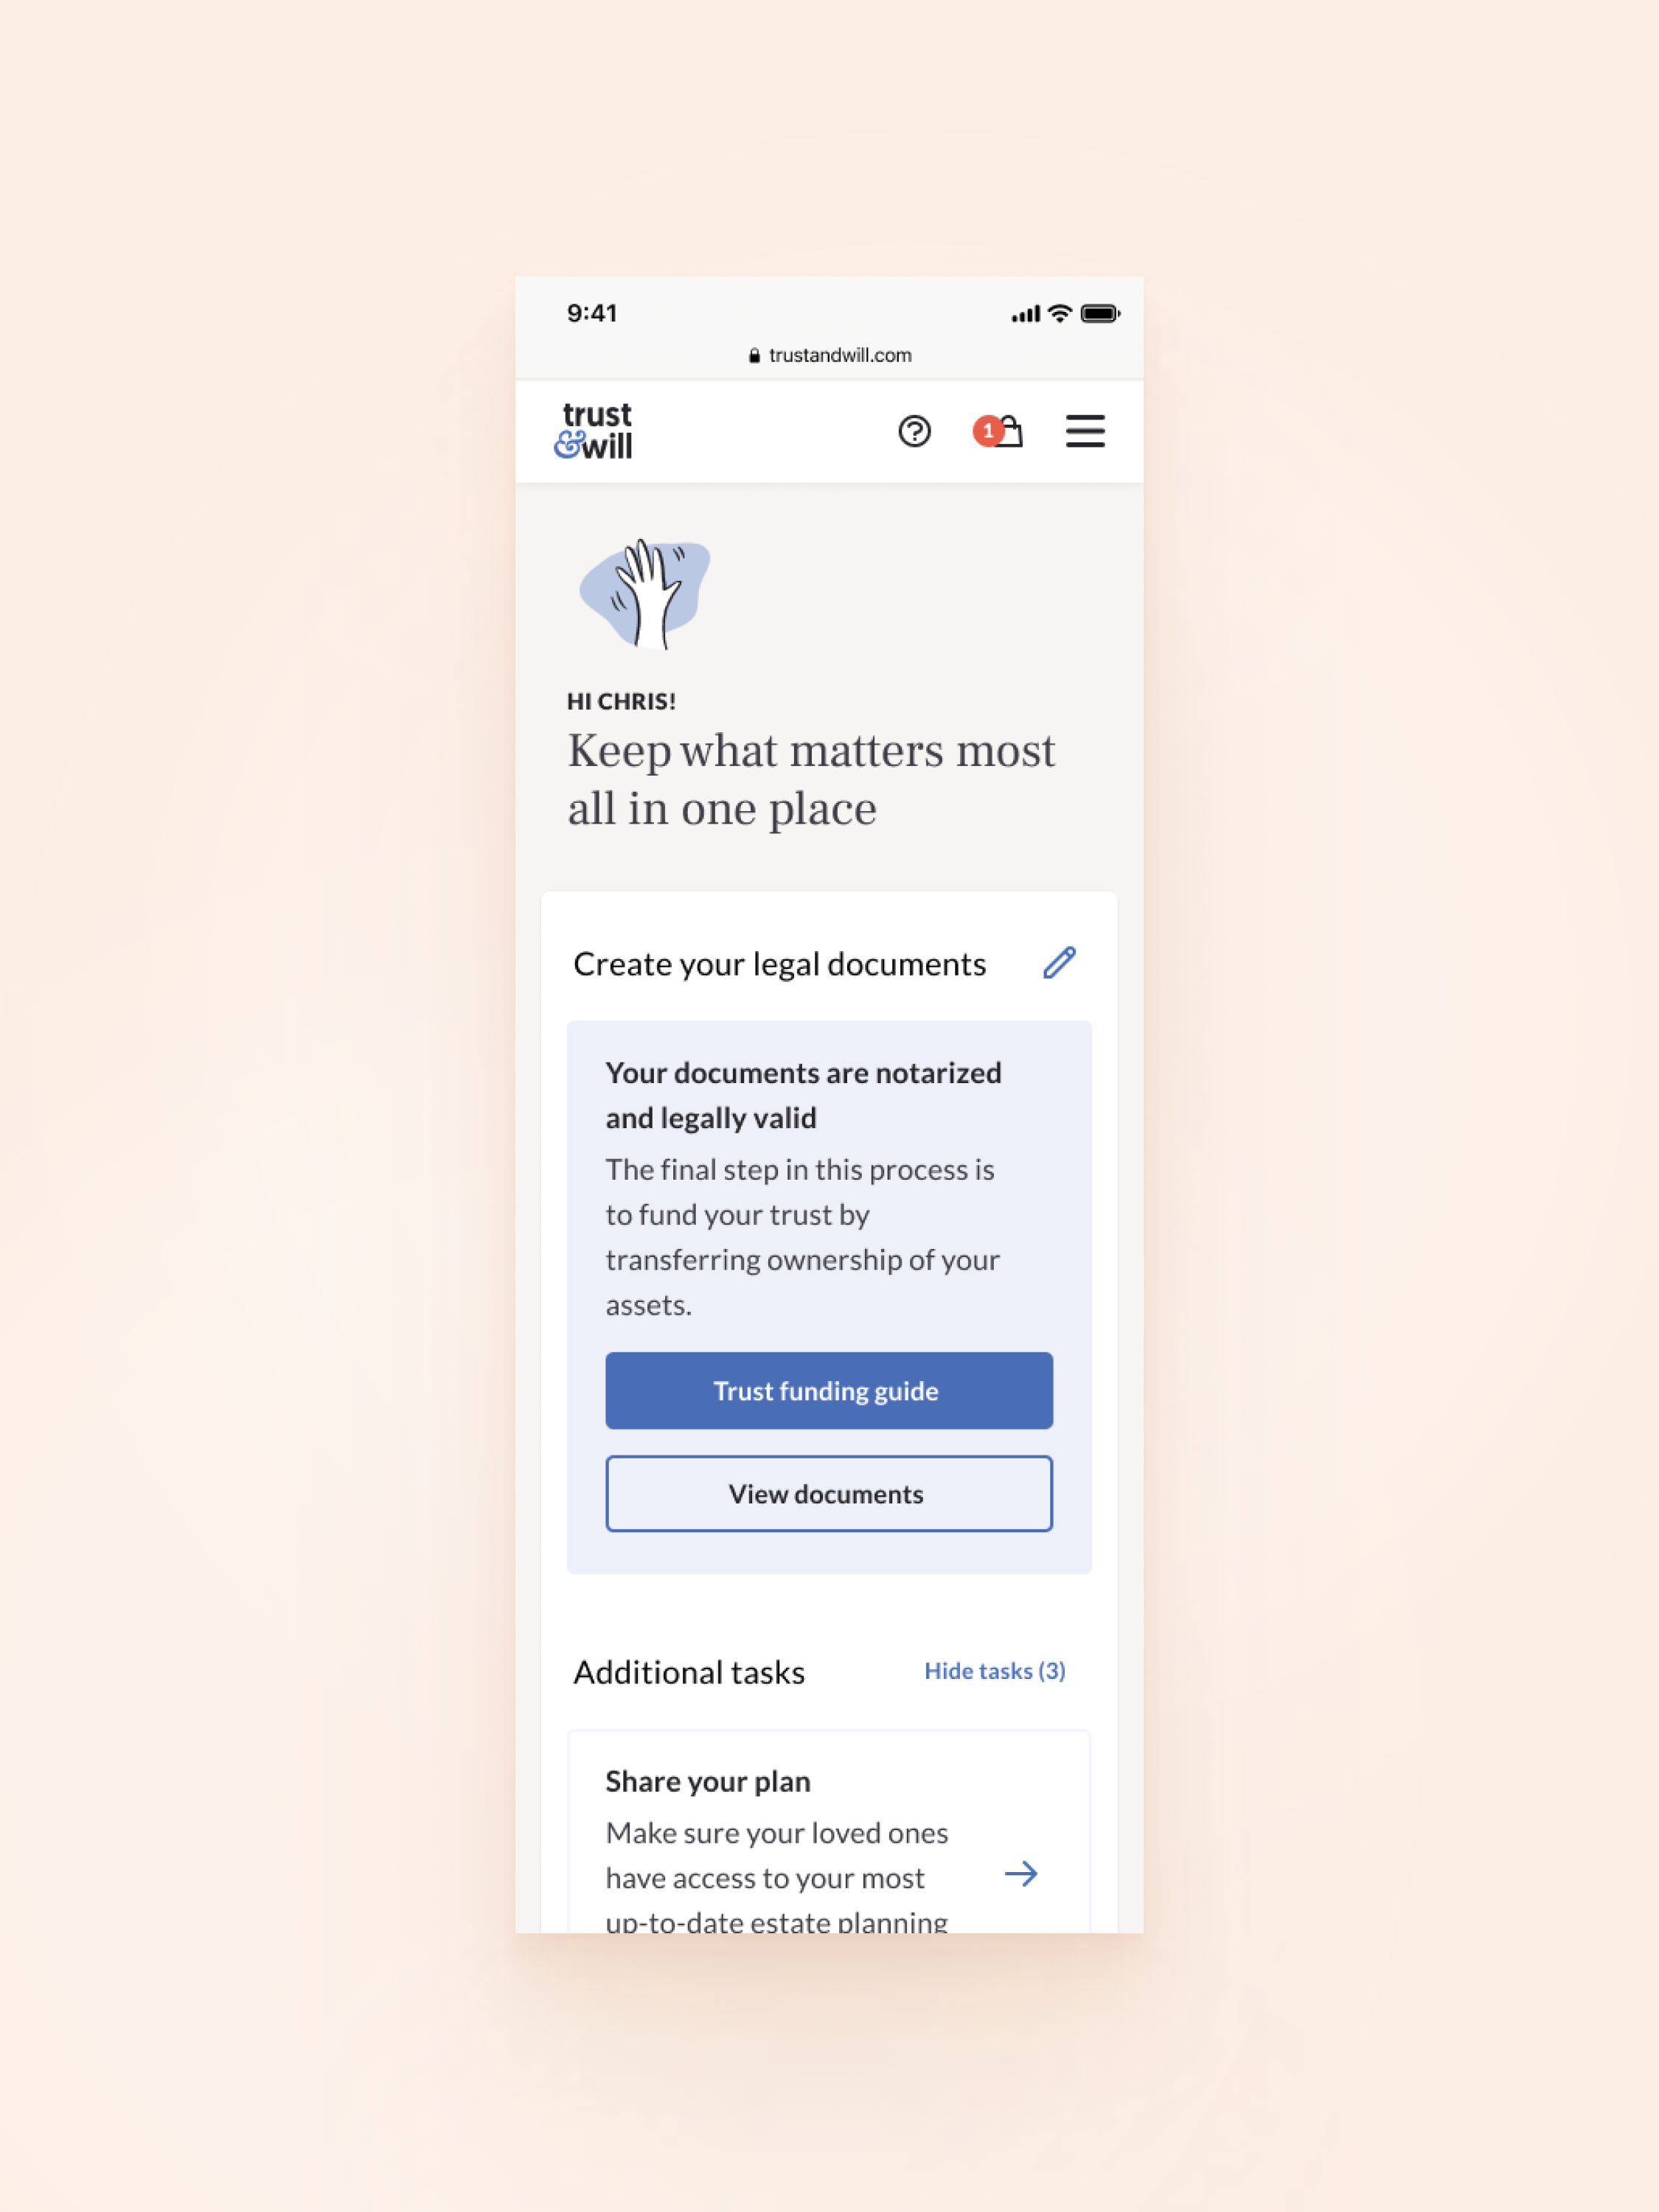 9:41
trustandwill.com
trust
&will
1
HI CHRIS!
Keep what matters most
all in one place
Create your legal documents
Your documents are notarized
and legally valid
The final step in this process is
to fund your trust by
transferring ownership of your
assets.
Trust funding guide
View documents
Additional tasks
Hide tasks (3)
Share your plan
Make sure your loved ones
have access to your most
up-to-date estate planning